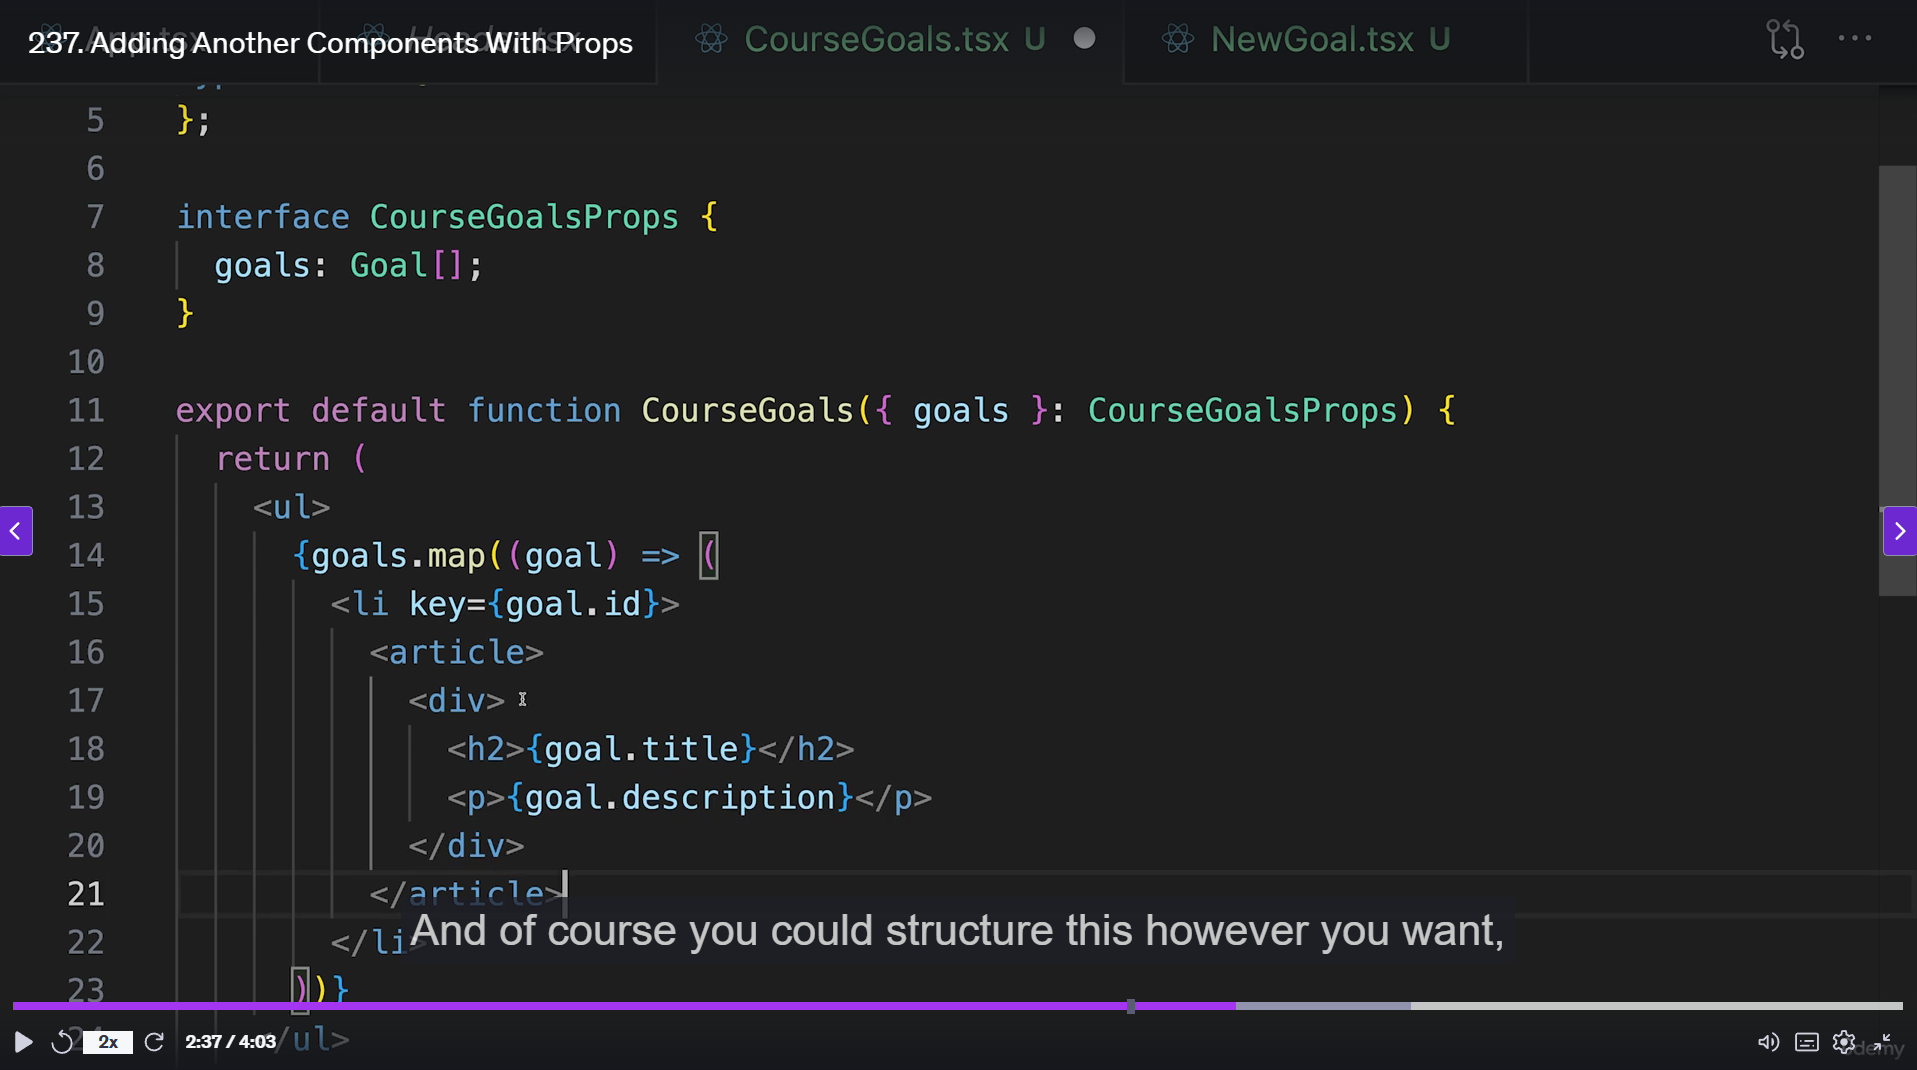 237. Adding Another Components With Props
CourseGoals.tsx U
NewGoal.tsx U
5 };
6
7 interface CourseGoalsProps {
8 goals: Goal[];
9 }
10
11 export default function CourseGoals({ goals }: CourseGoalsProps) {
12 return (
13 <ul>
14 {goals.map((goal) => (
15 <li key={goal.id}>
16 <article>
17 <div>
18 <h2>{goal.title}</h2>
19 <p>{goal.description}</p>
20 </div>
21 </article>
And of course you could structure this however you want,
22 </li>
23 ))}
24 </ul>
2x
2:37 / 4:03
udemy